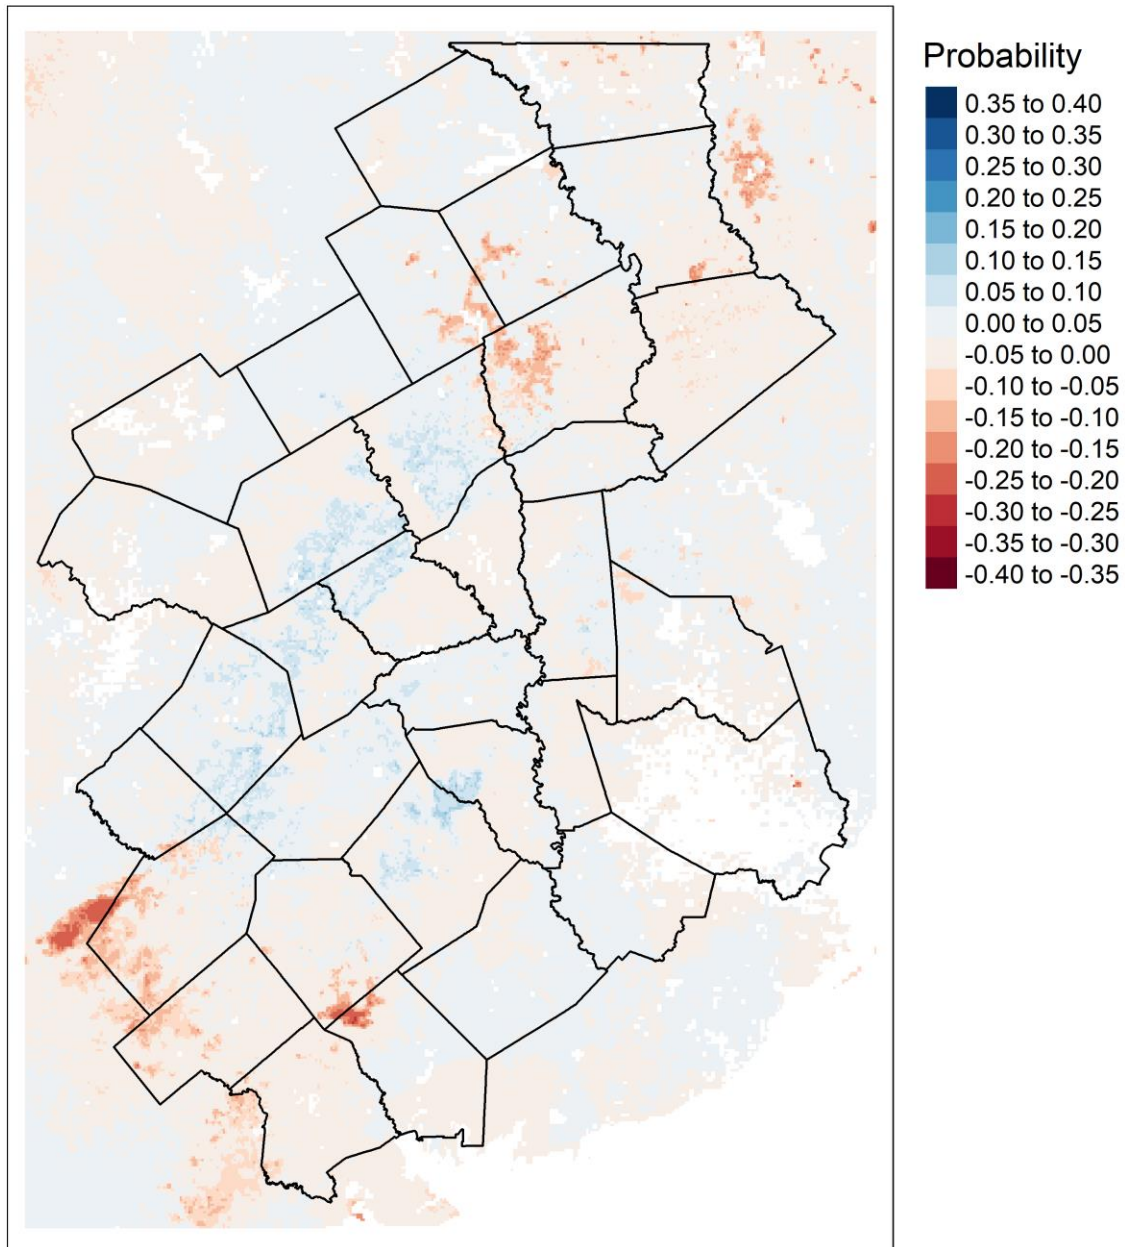 Probability
0.35 to 0.40
0.30 to 0.35
0.25 to 0.30
0.20 to 0.25
0.15 to 0.20
0.10 to 0.15
0.05 to 0.10
0.00 to 0.05
-0.05 to 0.00
-0.10 to -0.05
-0.15 to -0.10
-0.20 to -0.15
-0.25 to -0.20
-0.30 to -0.25
-0.35 to -0.30
-0.40 to -0.35